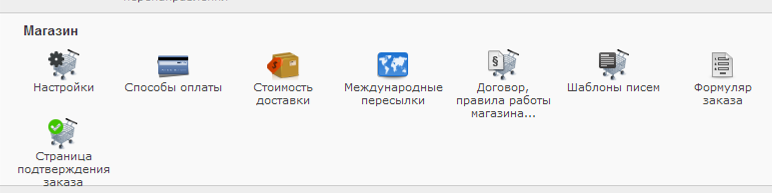 перенаправлений
Магазин
Настройки
Способы оплаты
Стоимость
доставки
Международные
пересылки
Договор,
правила работы
магазина...
Шаблоны писем
Формуляр
заказа
Страница
подтверждения
заказа